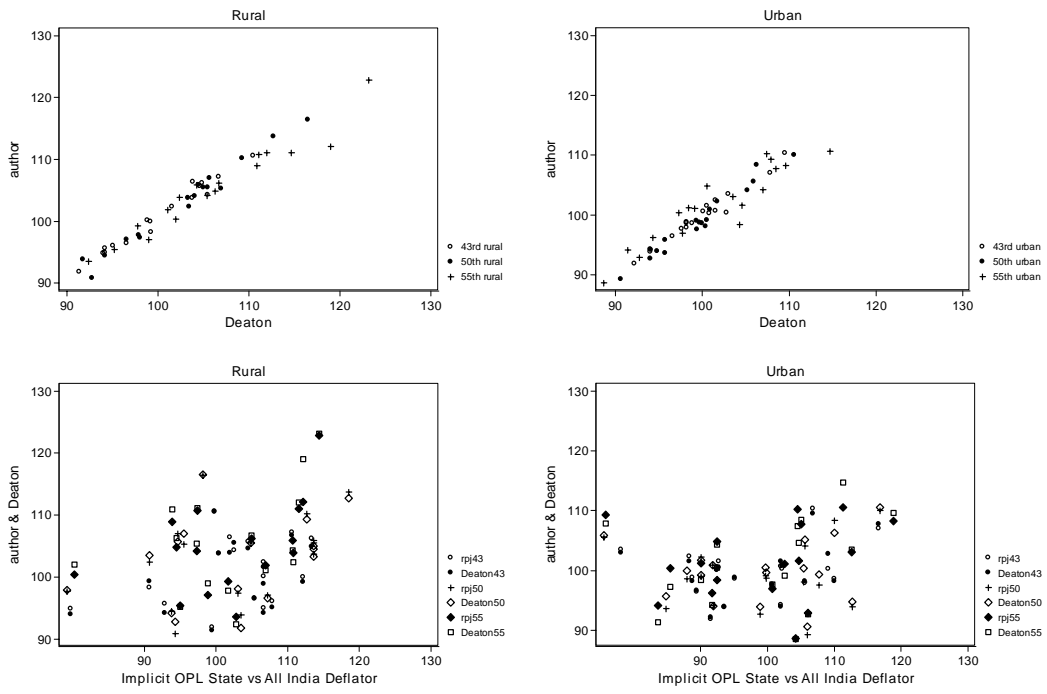 Rural
130
120
110
100
90
author
90 100 110 120 130
Deaton
43rd rural
50th rural
55th rural
Urban
130
120
110
100
90
author
90 100 110 120 130
Deaton
43rd urban
50th urban
55th urban
Rural
130
120
110
100
90
author & Deaton
90 100 110 120 130
Implicit OPL State vs All India Deflator
rpj43
Deaton43
rpj50
Deaton50
rpj55
Deaton55
Urban
130
120
110
100
90
author & Deaton
90 100 110 120 130
Implicit OPL State vs All India Deflator
rpj43
Deaton43
rpj50
Deaton50
rpj55
Deaton55